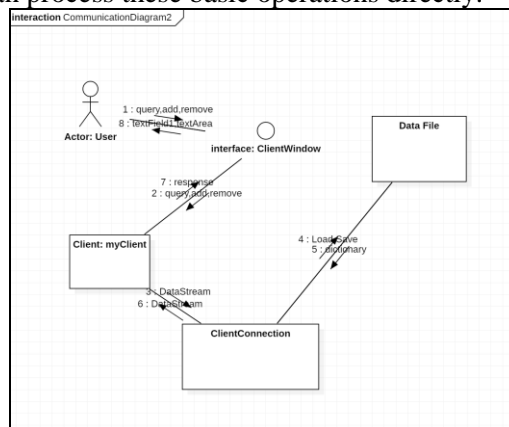 an process these basic operations directly.
interaction CommunicationDiagram2
1 : query,add,remove
8 : textField1,textArea
Actor: User
interface: ClientWindow
Data File
7 : response
2 : query,add,remove
Client: myClient
4 : Load,Save
5 : dictionary
3 : DataStream
6 : DataStream
ClientConnection